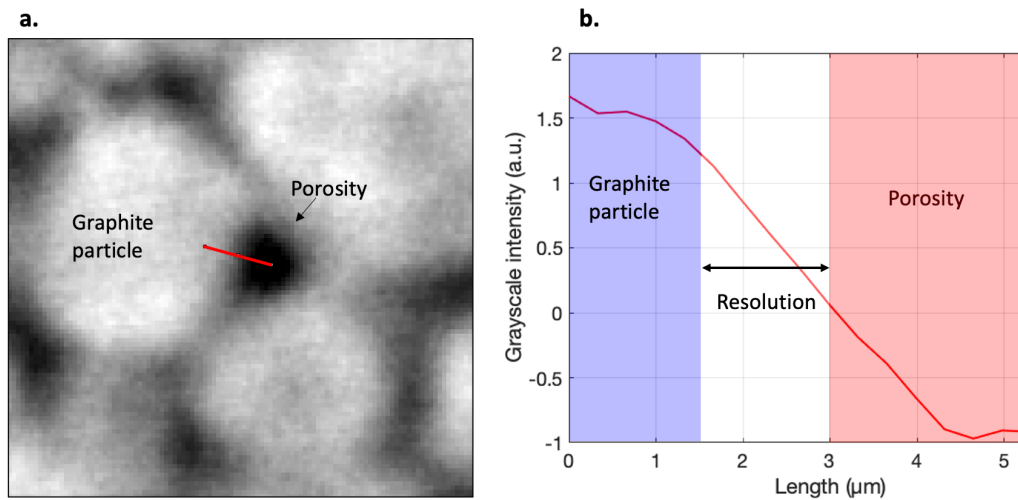 a.
Graphite
particle
Porosity
b.
Grayscale intensity (a.u.)
2
1.5
1
0.5
0
-0.5
-1
Graphite
particle
Porosity
Resolution
0 1 2 3 4 5
Length (μm)